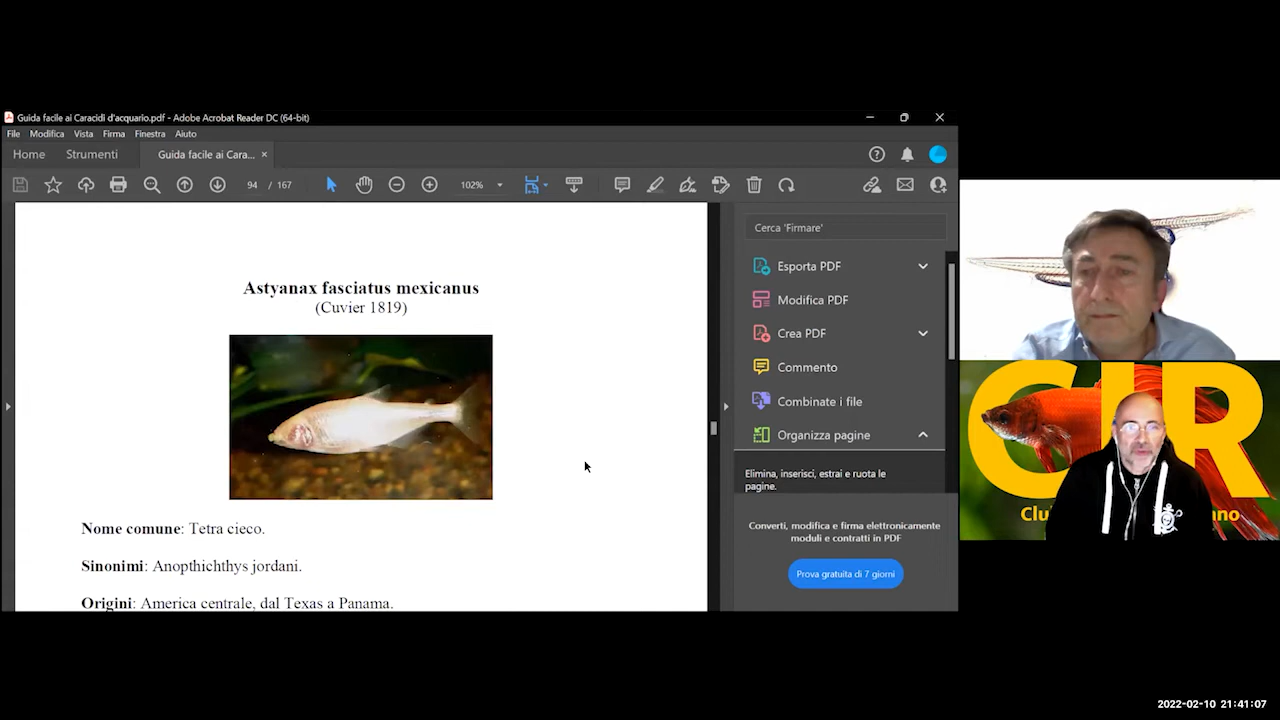 Guida facile ai Caracidi d'acquario.pdf - Adobe Acrobat Reader DC (64-bit)
File Modifica Vista Firma Finestra Aiuto
Home Strumenti Guida facile ai Cara... ×
94 / 167 102%
Cerca 'Firmare'
Esporta PDF
Modifica PDF
Crea PDF
Commento
Combinate i file
Organizza pagine
Elimina, inserisci, estrai e ruota le
pagine.
Converti, modifica e firma elettronicamente
moduli e contratti in PDF
Prova gratuita di 7 giorni
Astyanax fasciatus mexicanus
(Cuvier 1819)
Nome comune: Tetra cieco.
Sinonimi: Anopthichthys jordani.
Origini: America centrale, dal Texas a Panama.
2022-02-10 21:41:07